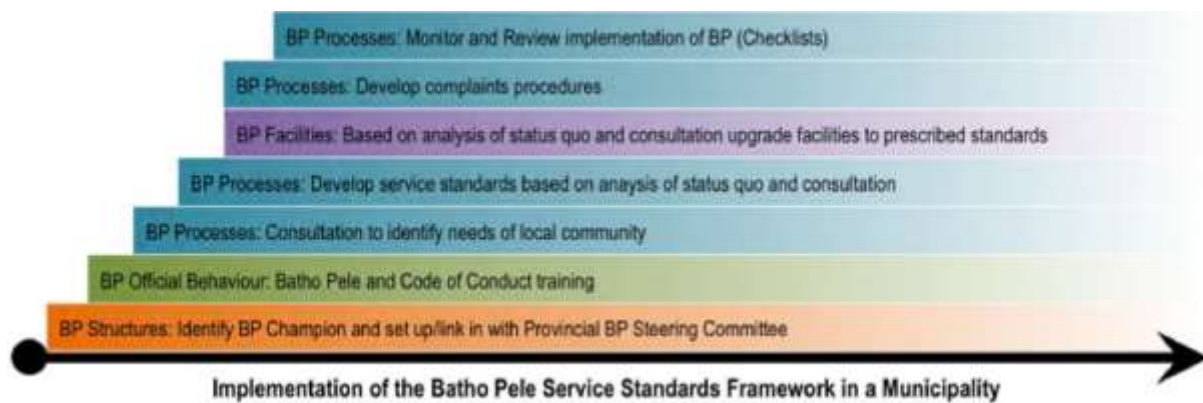 BP Processes: Monitor and Review implementation of BP (Checklists)
BP Processes: Develop complaints procedures
BP Facilities: Based on analysis of status quo and consultation upgrade facilities to prescribed standards
BP Processes: Develop service standards based on anaysis of status quo and consultation
BP Processes: Consultation to identify needs of local community
BP Official Behaviour: Batho Pele and Code of Conduct training
BP Structures: Identify BP Champion and set up/link in with Provincial BP Steering Committee
Implementation of the Batho Pele Service Standards Framework in a Municipality